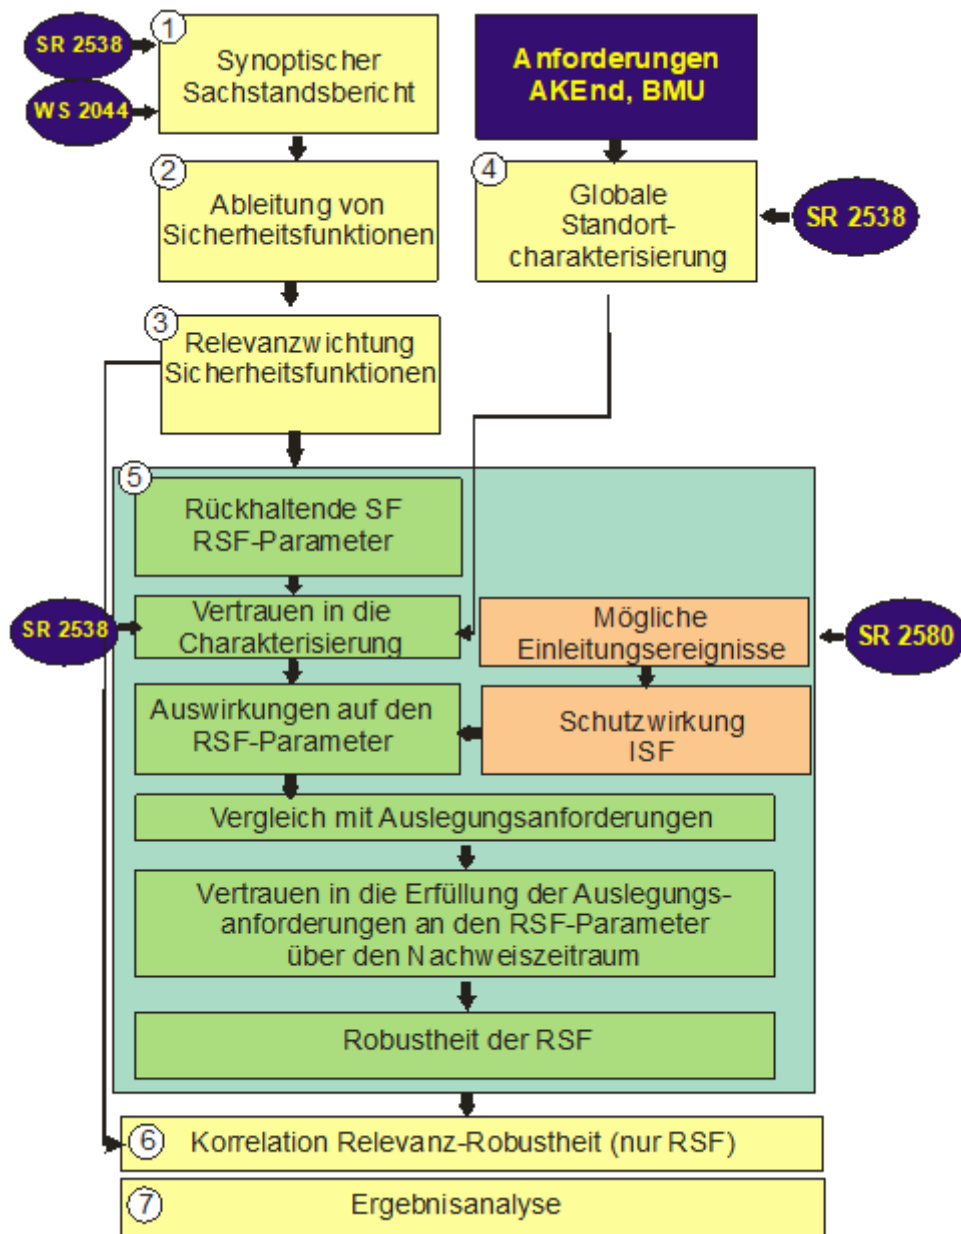 SR 2538
WS 2044
1
Synoptischer
Sachstandsbericht
Anforderungen
AKEnd, BMU
2
Ableitung von
Sicherheitsfunktionen
4
Globale
Standort-
charakterisierung
SR 2538
3
Relevanzwichtung
Sicherheitsfunktionen
5
Rückhaltende SF
RSF-Parameter
SR 2538
Vertrauen in die
Charakterisierung
Mögliche
Einleitungsereignisse
SR 2580
Auswirkungen auf den
RSF-Parameter
Schutzwirkung
ISF
Vergleich mit Auslegungsanforderungen
Vertrauen in die Erfüllung der Auslegungs-
anforderungen an den RSF-Parameter
über den Nachweiszeitraum
Robustheit der RSF
6
Korrelation Relevanz-Robustheit (nur RSF)
7
Ergebnisanalyse